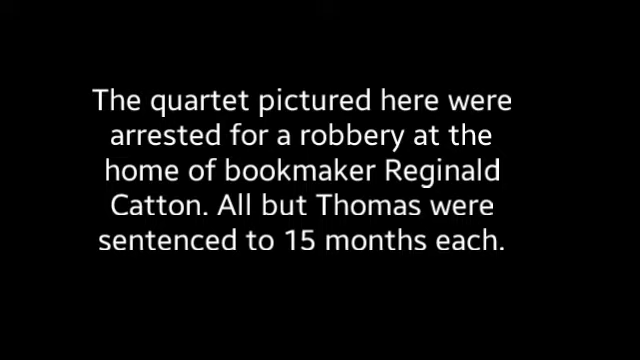 The quartet pictured here were
arrested for a robbery at the
home of bookmaker Reginald
Catton. All but Thomas were
sentenced to 15 months each.